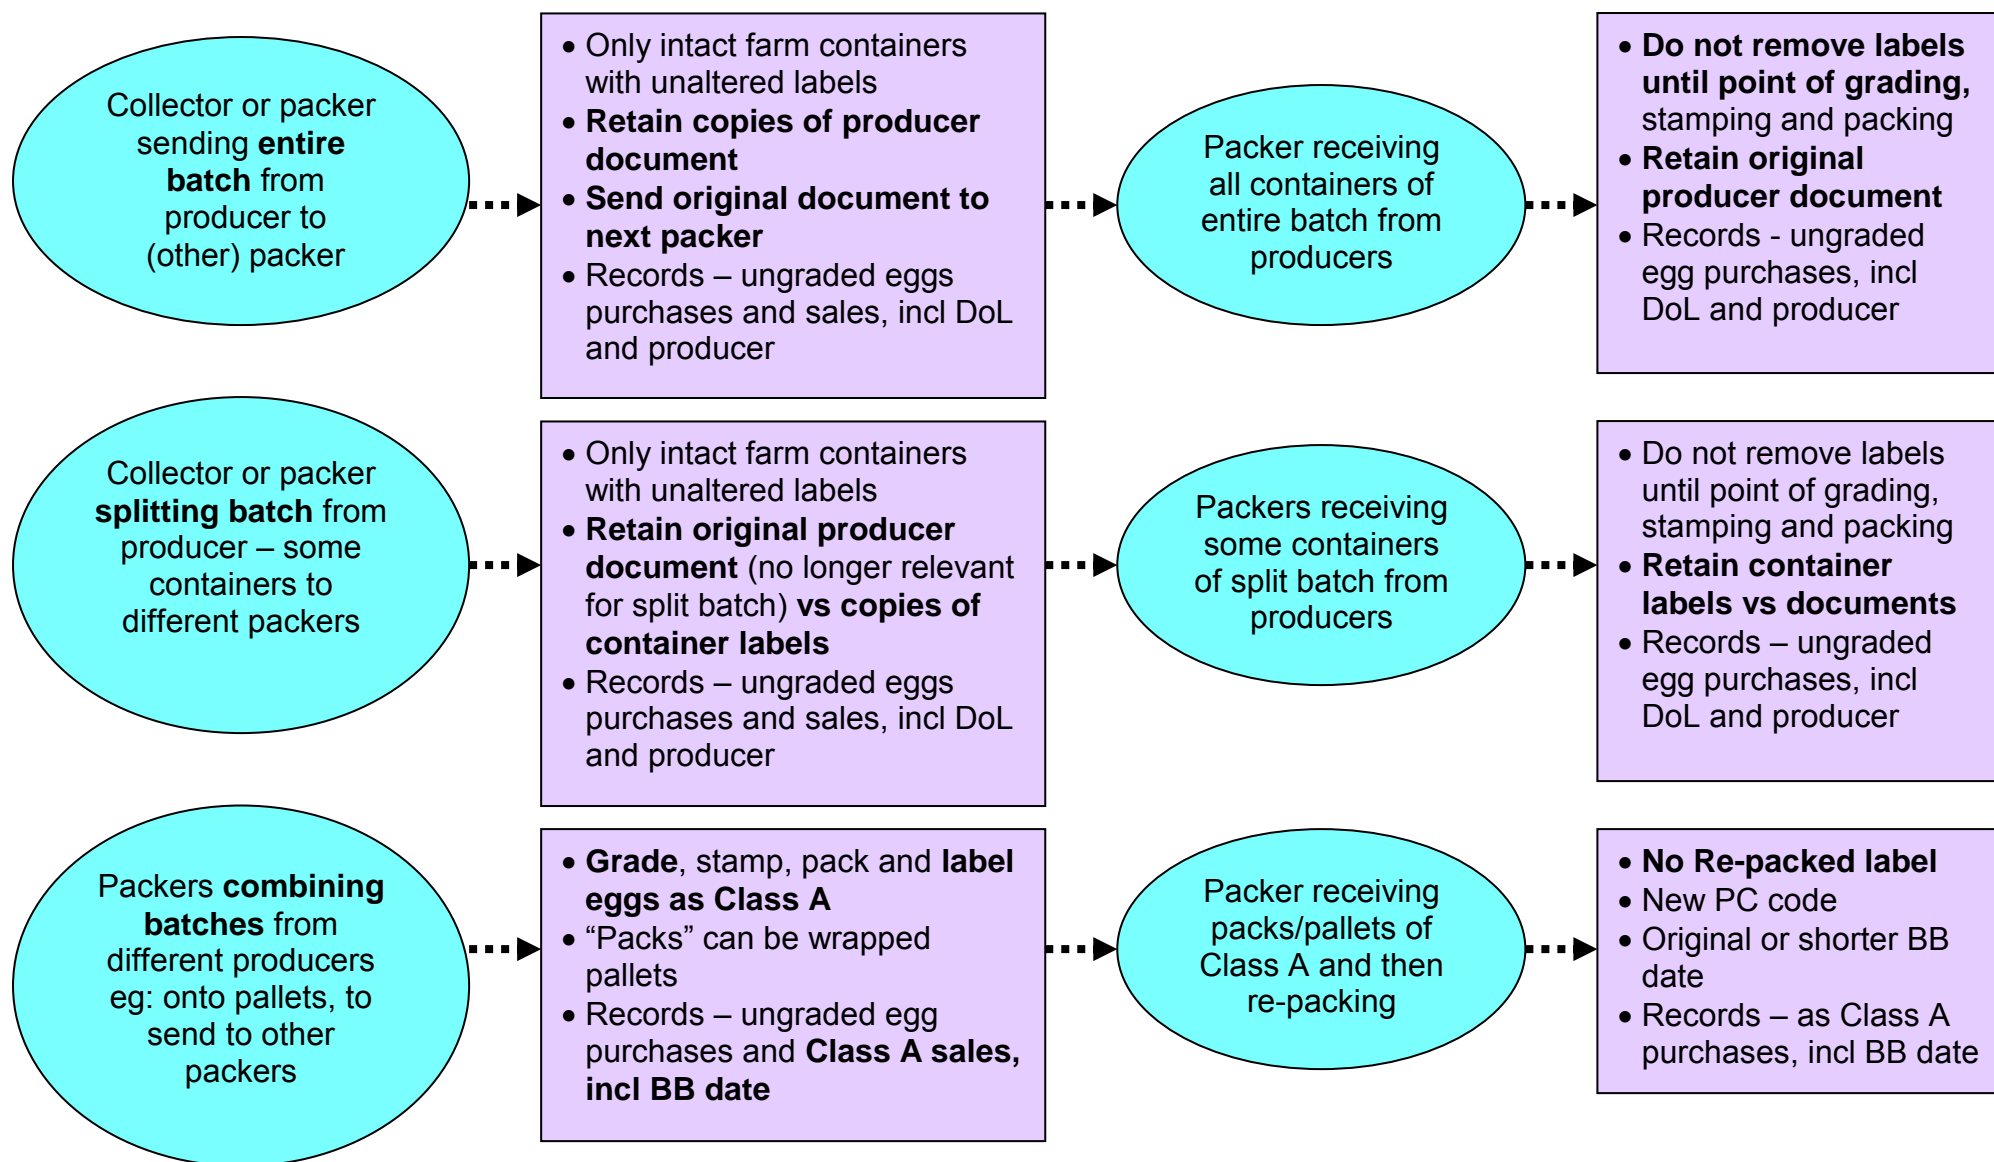 Collector or packer
sending entire
batch from
producer to
(other) packer
• Only intact farm containers
with unaltered labels
• Retain copies of producer
document
• Send original document to
next packer
• Records – ungraded eggs
purchases and sales, incl DoL
and producer
Packer receiving
all containers of
entire batch from
producers
• Do not remove labels
until point of grading,
stamping and packing
• Retain original
producer document
• Records - ungraded
egg purchases, incl
DoL and producer
Collector or packer
splitting batch from
producer – some
containers to
different packers
• Only intact farm containers
with unaltered labels
• Retain original producer
document (no longer relevant
for split batch) vs copies of
container labels
• Records – ungraded eggs
purchases and sales, incl DoL
and producer
Packers receiving
some containers
of split batch from
producers
• Do not remove labels
until point of grading,
stamping and packing
• Retain container
labels vs documents
• Records – ungraded
egg purchases, incl
DoL and producer
Packers combining
batches from
different producers
eg: onto pallets, to
send to other
packers
• Grade, stamp, pack and label
eggs as Class A
• “Packs” can be wrapped
pallets
• Records – ungraded egg
purchases and Class A sales,
incl BB date
Packer receiving
packs/pallets of
Class A and then
re-packing
• No Re-packed label
• New PC code
• Original or shorter BB
date
• Records – as Class A
purchases, incl BB date